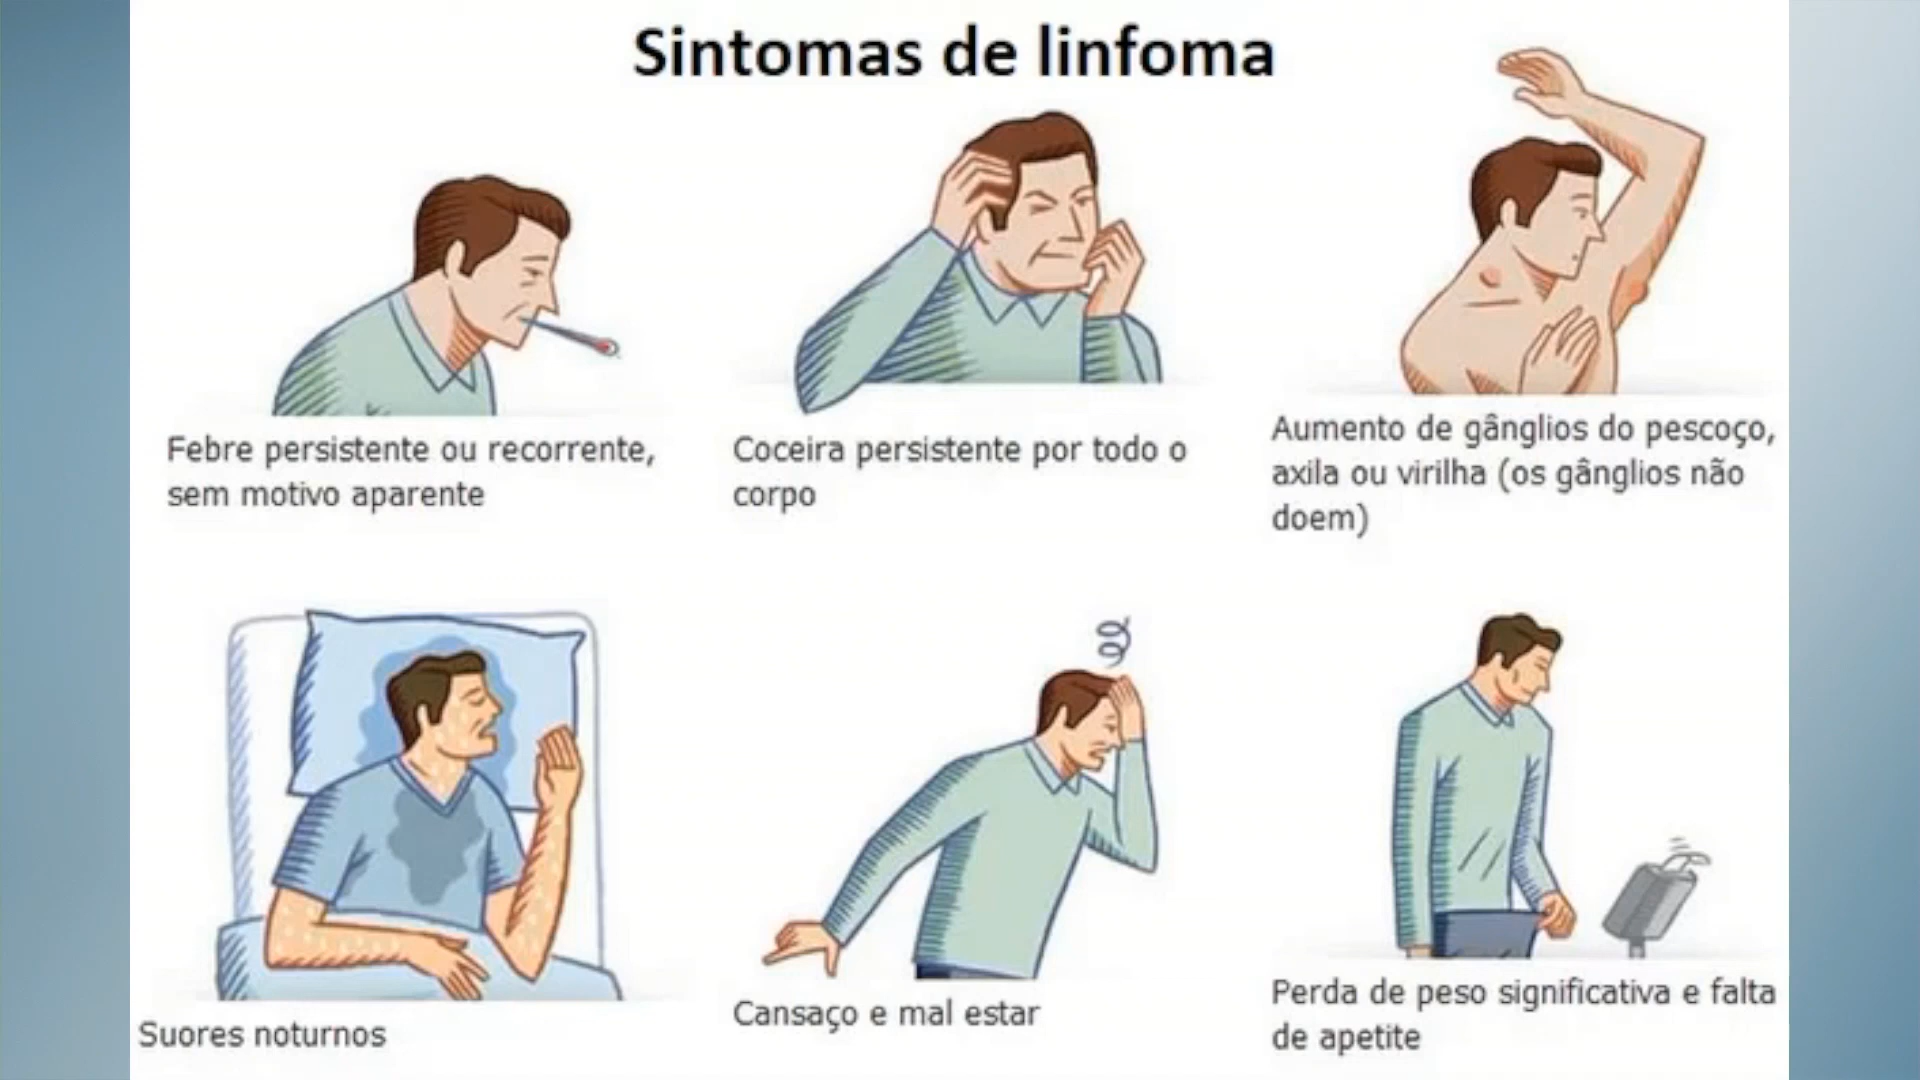 Sintomas de linfoma
Febre persistente ou recorrente,
sem motivo aparente
Coceira persistente por todo o
corpo
Aumento de gânglios do pescoço,
axila ou virilha (os gânglios não
doem)
Suores noturnos
Cansaço e mal estar
Perda de peso significativa e falta
de apetite